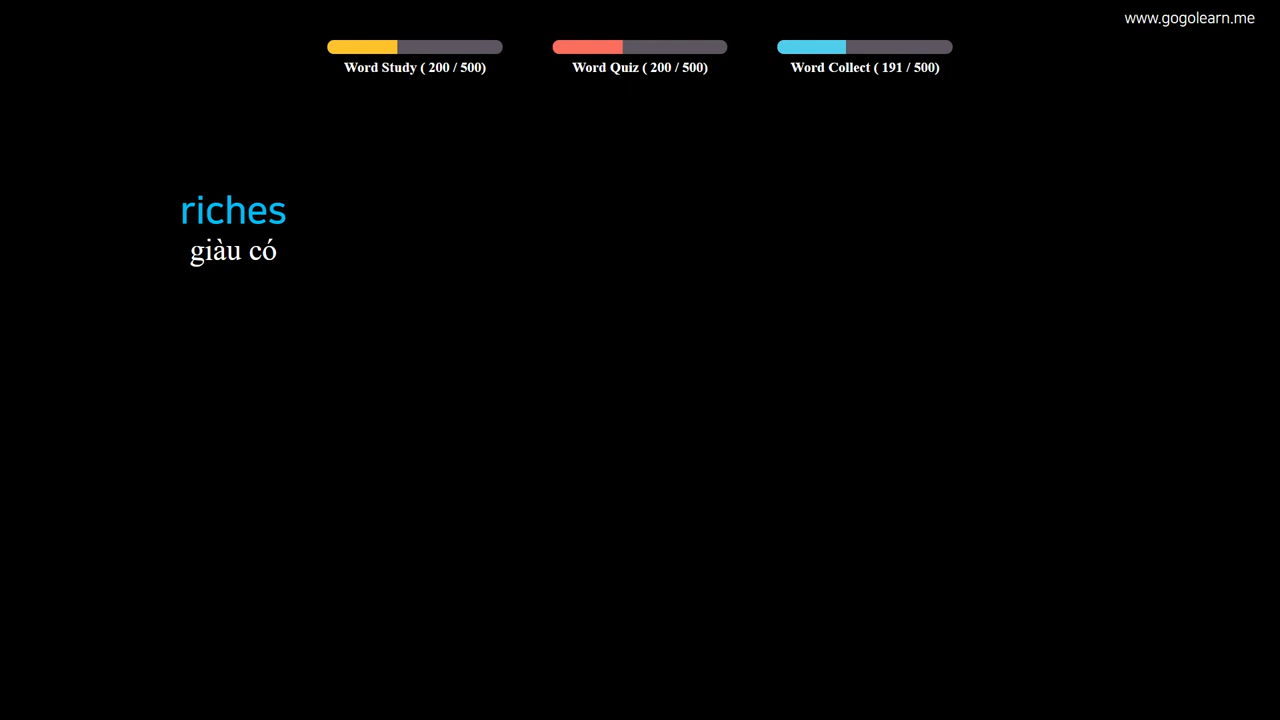 www.gogolearn.me
Word Study ( 200 / 500)
Word Quiz ( 200 / 500)
Word Collect ( 191 / 500)
riches
giàu có